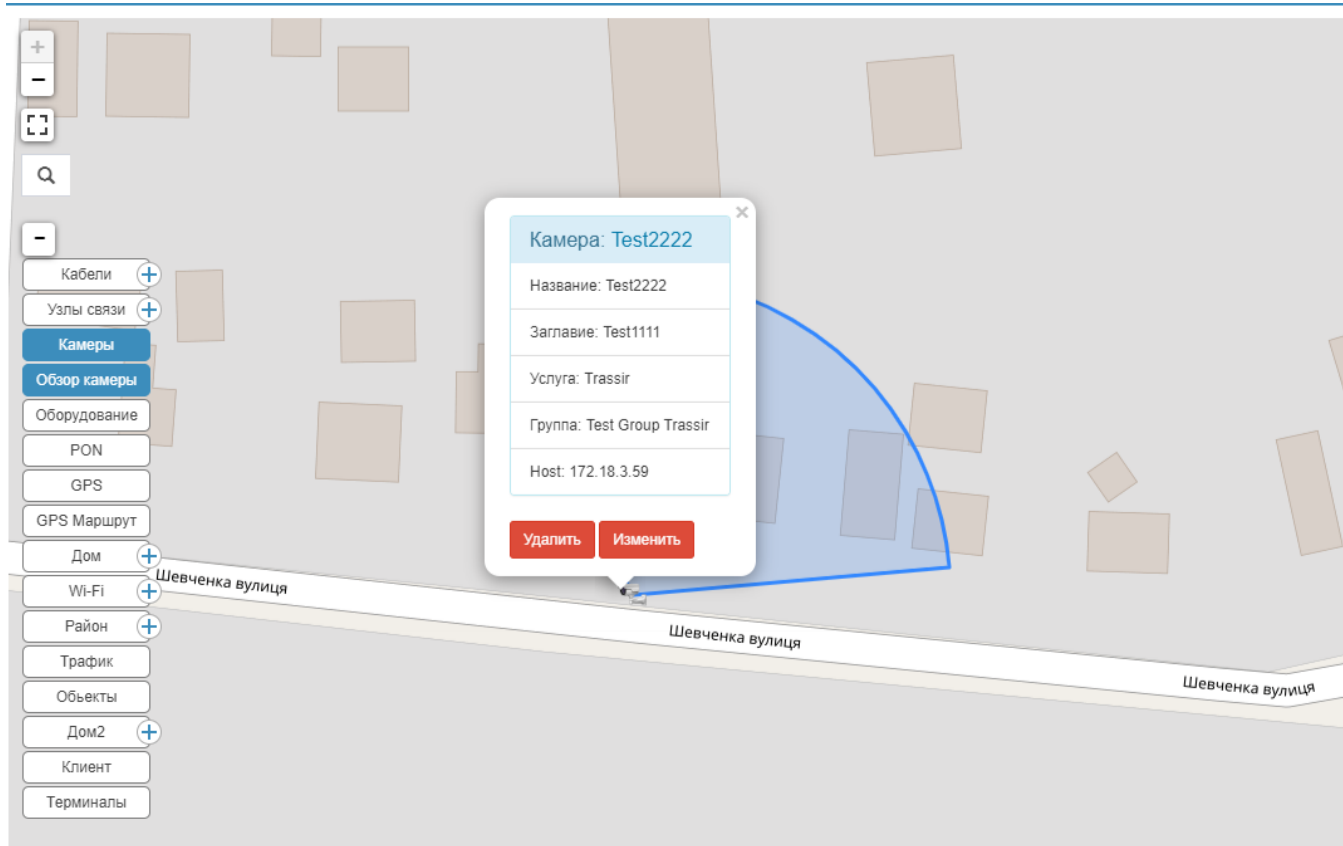 +
−
−
Кабели +
Узлы связи +
Камеры
Обзор камеры
Оборудование
PON
GPS
GPS Маршрут
Дом +
Wi-Fi +
Район +
Трафик
Обьекты
Дом2 +
Клиент
Терминалы
×
Камера: Test2222
Название: Test2222
Заглавие: Test1111
Услуга: Trassir
Группа: Test Group Trassir
Host: 172.18.3.59
Удалить Изменить
Шевченка вулиця
Шевченка вулиця
Шевченка вулиця